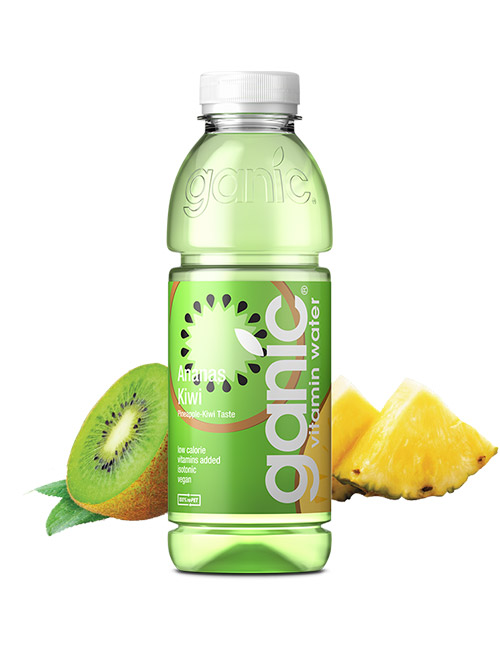 ganic
Ananas
Kiwi
Pineapple-Kiwi Taste
low calorie
vitamins added
isotonic
vegan
ganic®
vitamin water